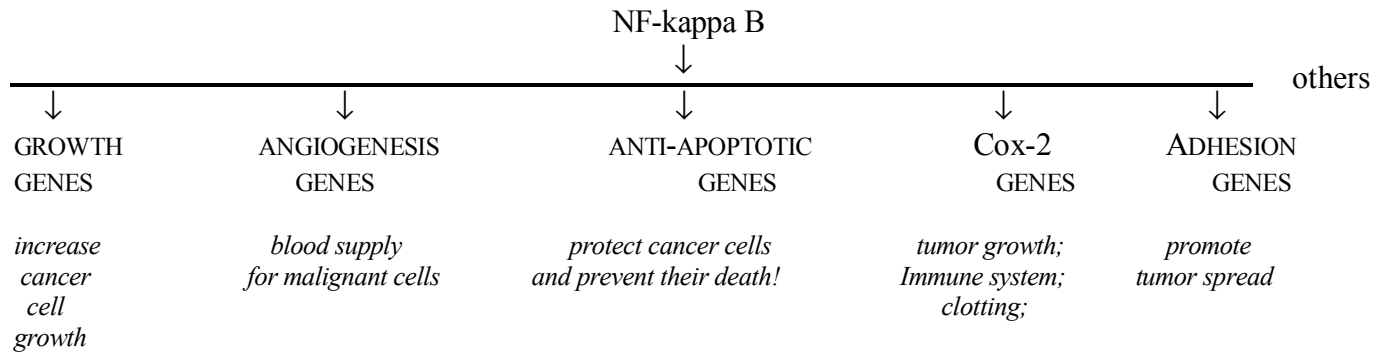 NF-kappa B
↓
others
↓ ↓ ↓ ↓ ↓
GROWTH ANGIOGENESIS ANTI-APOPTOTIC Cox-2 ADHESION
GENES GENES GENES GENES GENES
increase blood supply protect cancer cells tumor growth; promote
cancer for malignant cells and prevent their death! Immune system; tumor spread
cell clotting;
growth